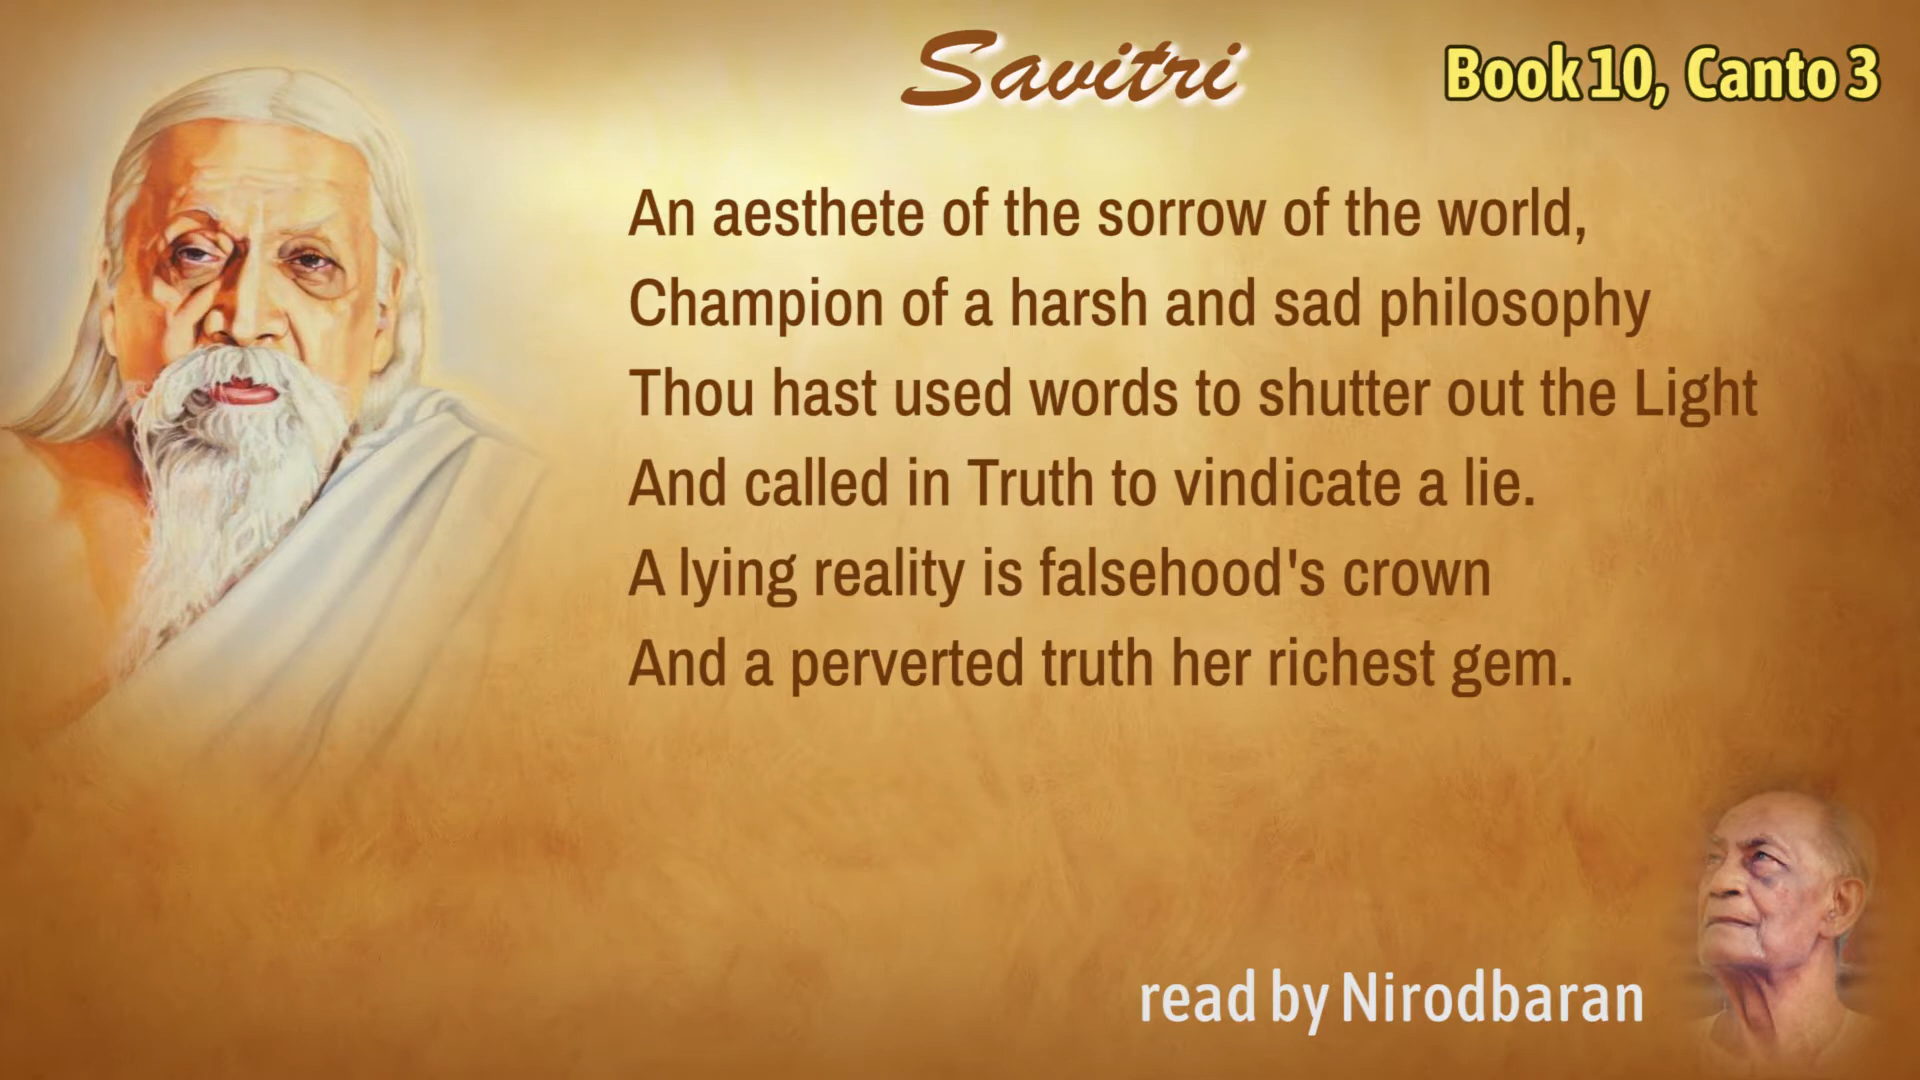 Savitri
Book 10, Canto 3
An aesthete of the sorrow of the world,
Champion of a harsh and sad philosophy
Thou hast used words to shutter out the Light
And called in Truth to vindicate a lie.
A lying reality is falsehood's crown
And a perverted truth her richest gem.
read by Nirodbaran